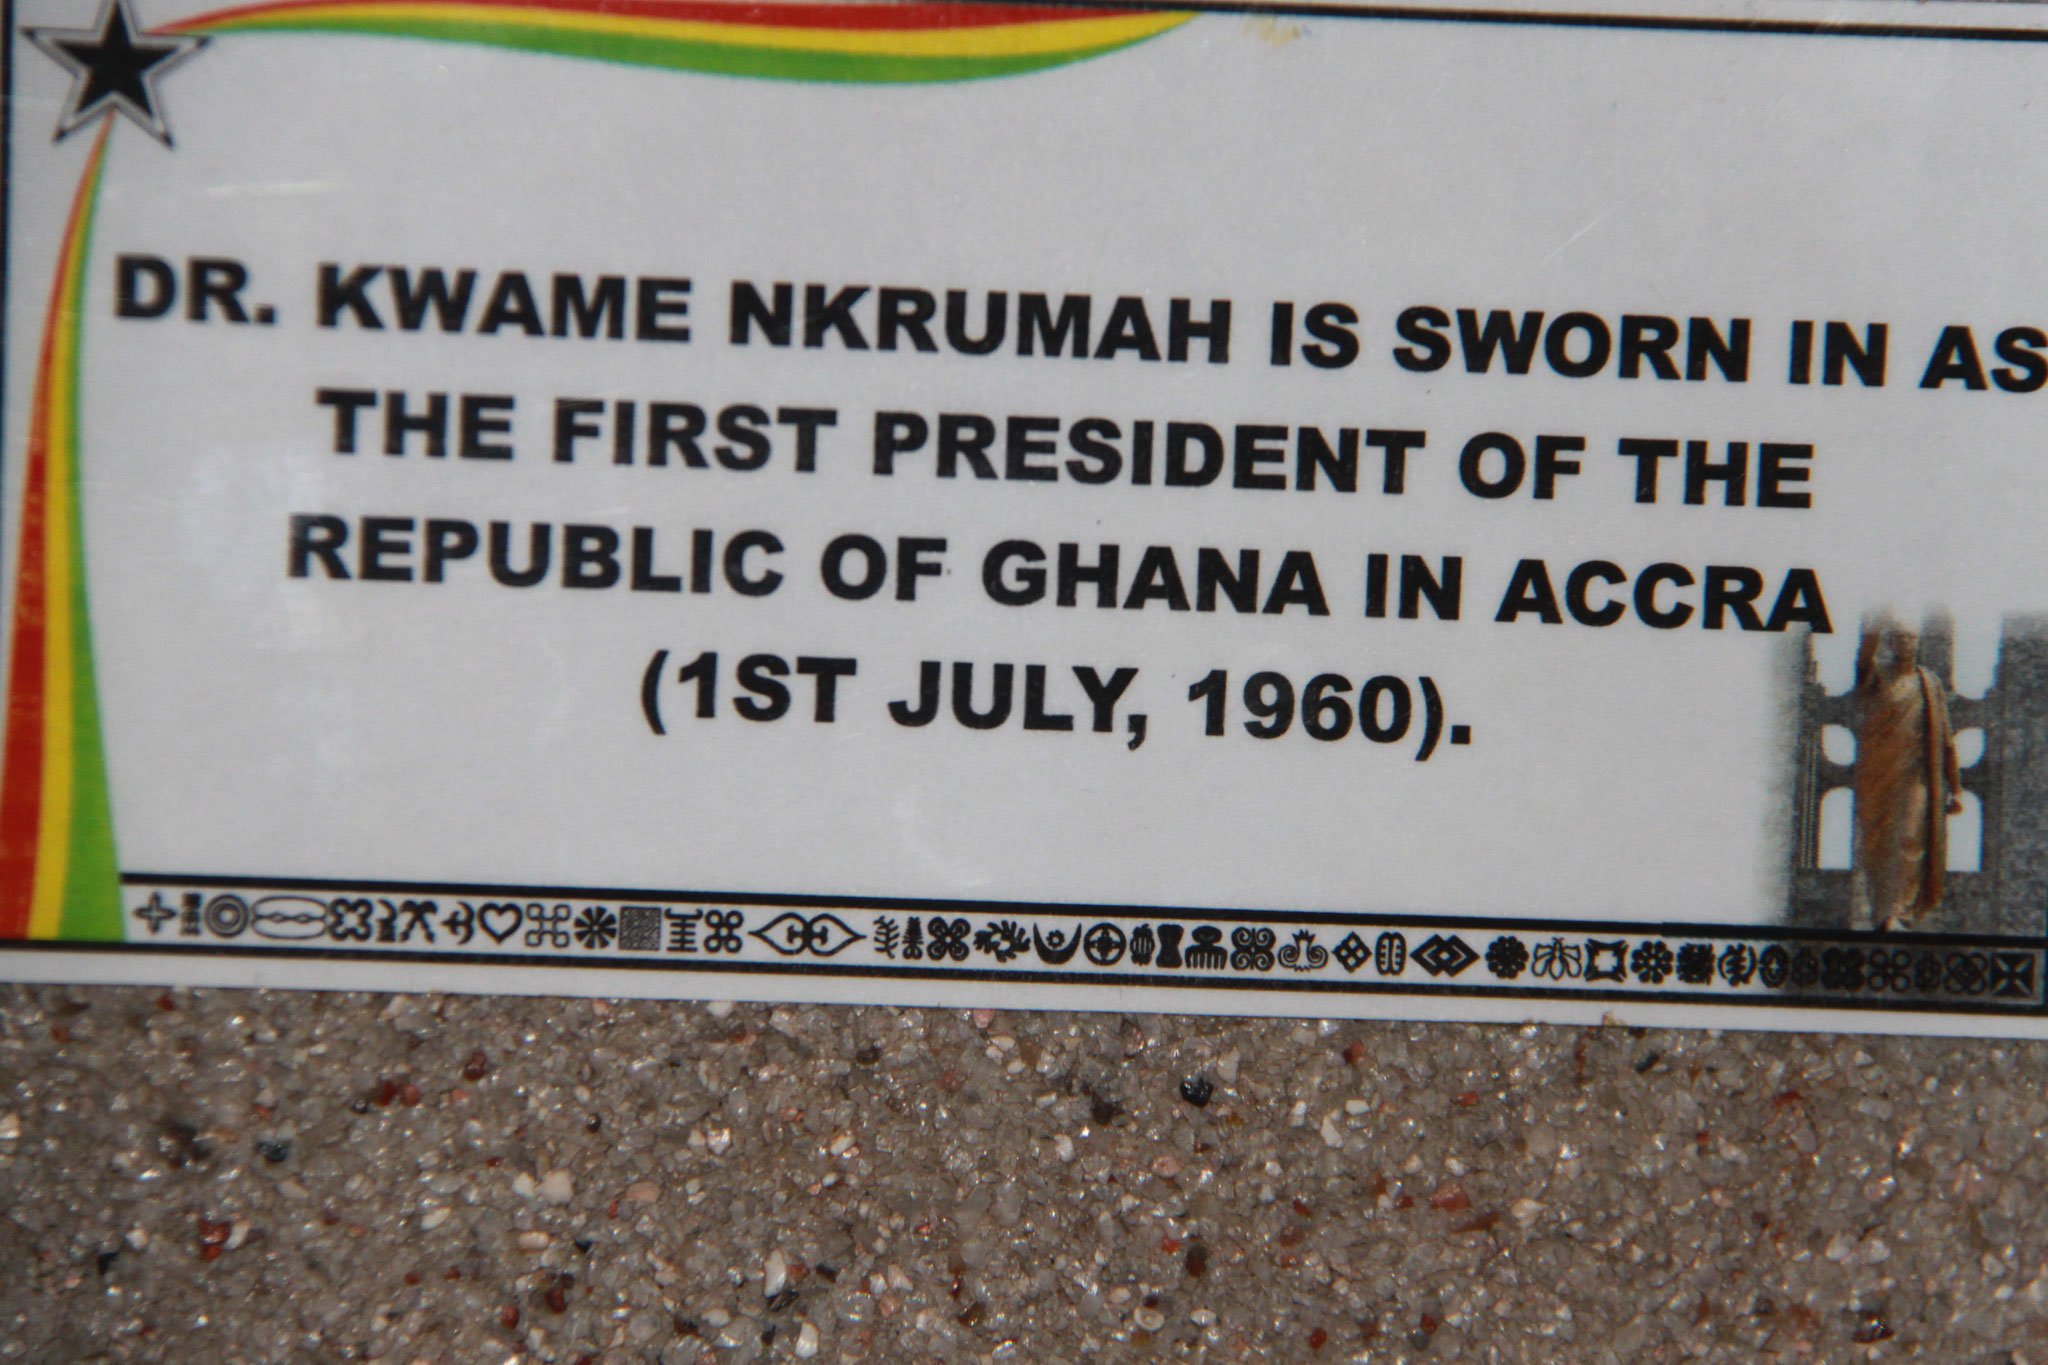 DR. KWAME NKRUMAH IS SWORN IN AS
THE FIRST PRESIDENT OF THE
REPUBLIC OF GHANA IN ACCRA
(1ST JULY, 1960).